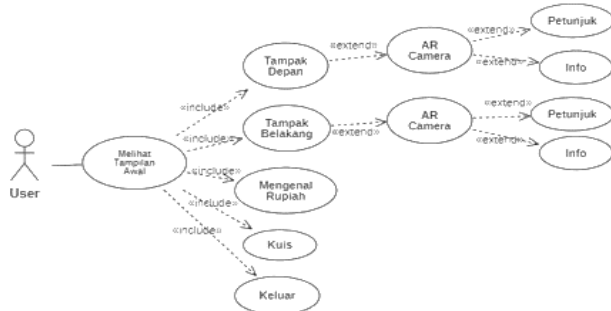 Petunjuk
«extend»
AR
Camera
«extend»
Tampak
Depan
«extend»
Info
«include»
Petunjuk
«extend»
AR
Camera
Tampak
Belakang
«extend»
«extend»
Info
«include»
User
Melihat
Tampilan
Awal
«include»
Mengenal
Rupiah
«include»
Kuis
«include»
Keluar